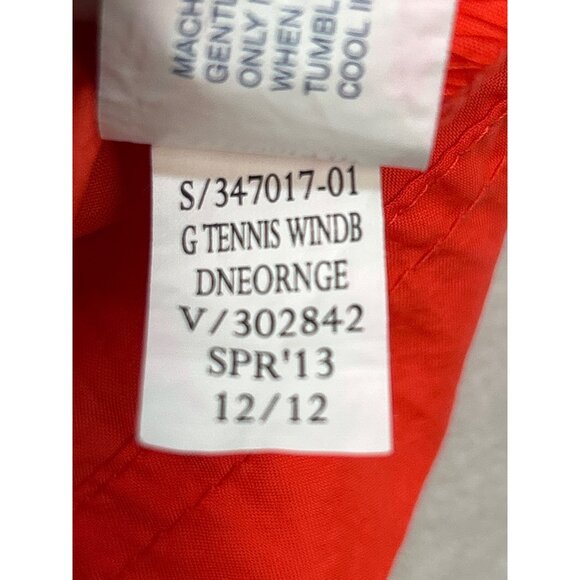 MACH
GENTL
ONLY
WHEN
TUMBL
COOL I
S/347017-01
G TENNIS WINDB
DNEORNGE
V/302842
SPR'13
12/12